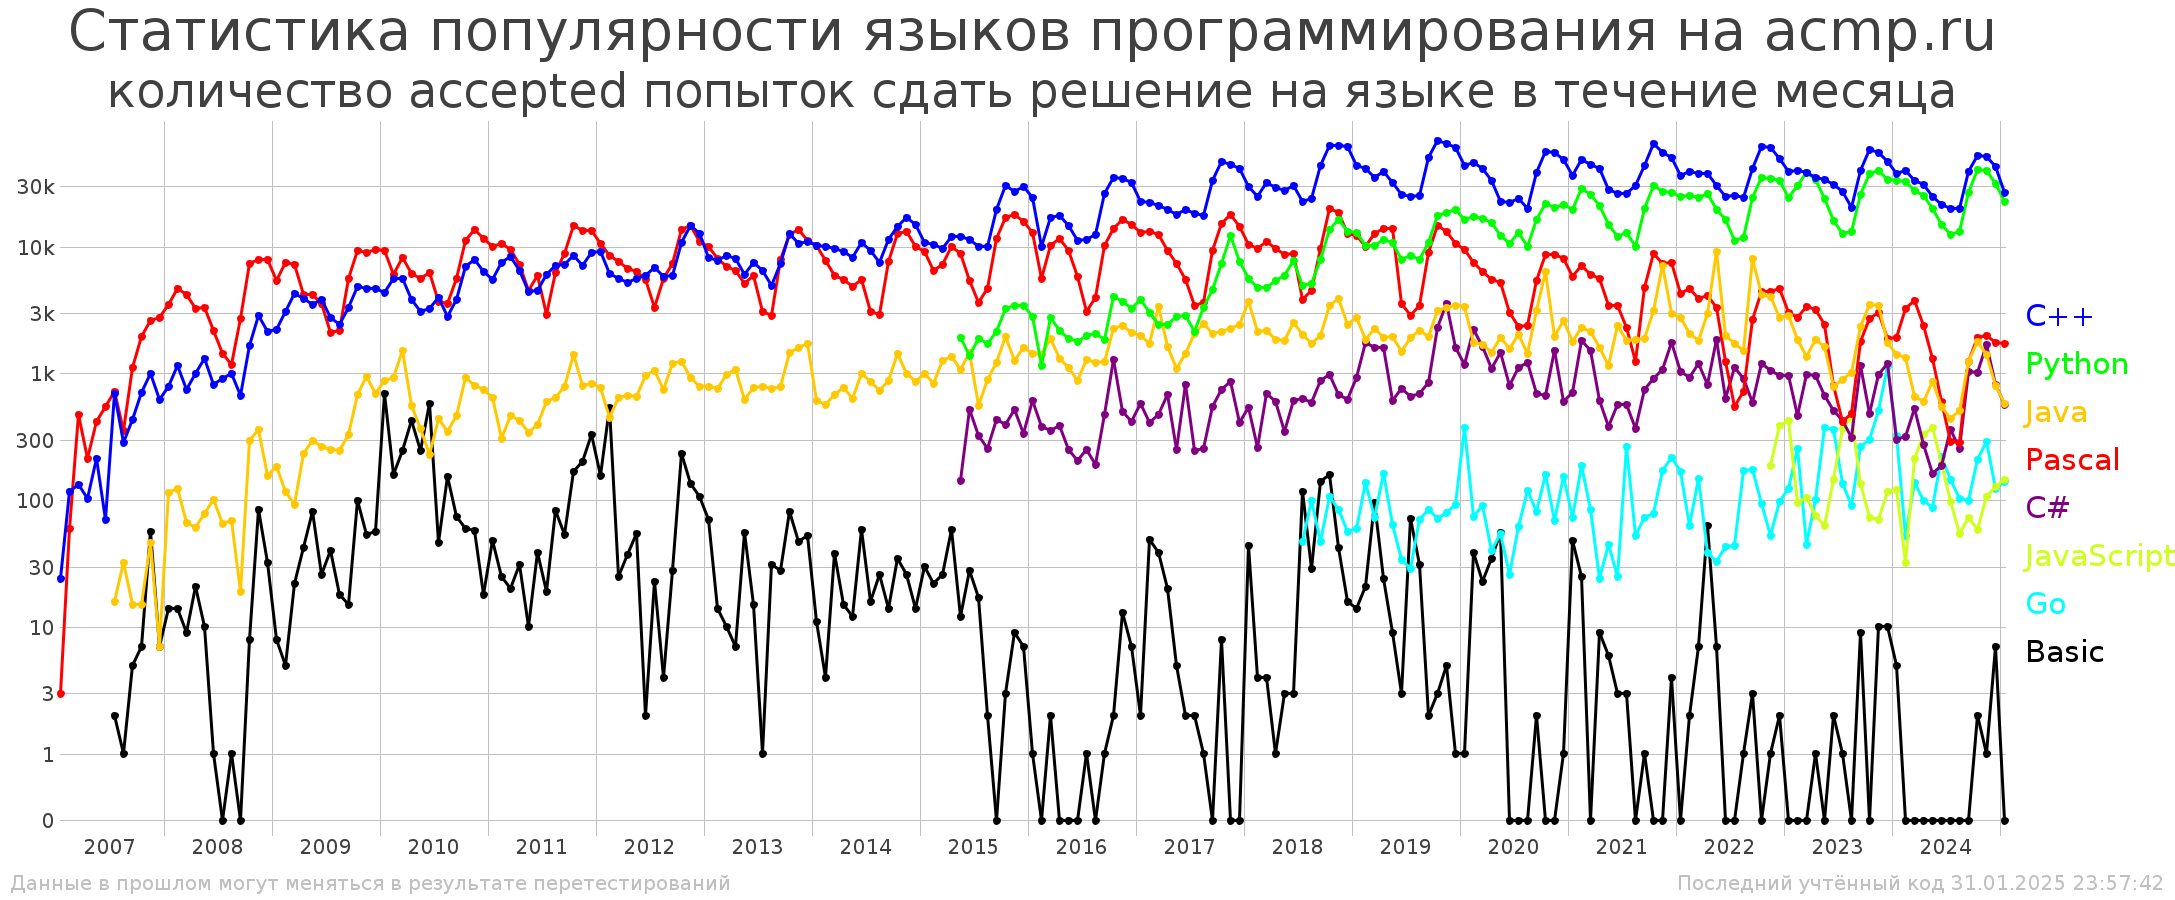 Статистика популярности языков программирования на acmp.ru
количество accepted попыток сдать решение на языке в течение месяца
30k
10k
3k
1k
300
100
30
10
3
1
0
2007 2008 2009 2010 2011 2012 2013 2014 2015 2016 2017 2018 2019 2020 2021 2022 2023 2024
C++
Python
Java
Pascal
C#
JavaScript
Go
Basic
Данные в прошлом могут меняться в результате перетестирований
Последний учтённый код 31.01.2025 23:57:42